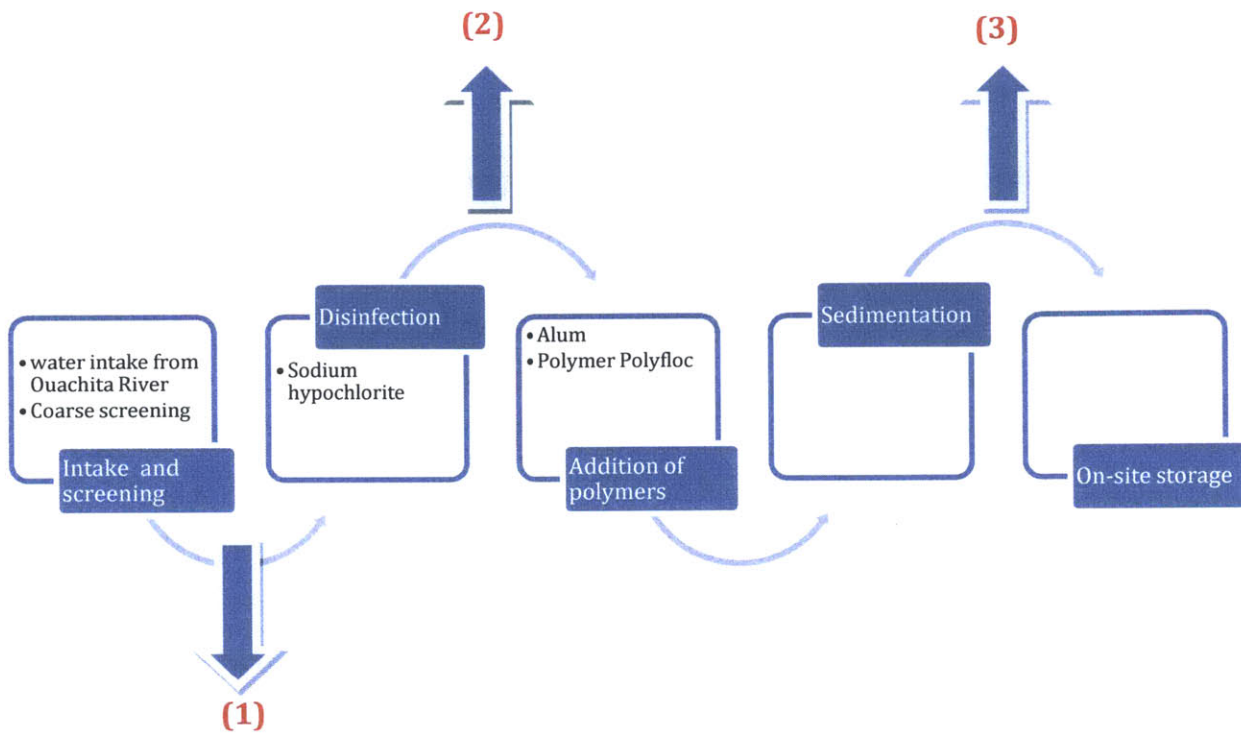 (2)
(3)
Disinfection
Sedimentation
• water intake from
Ouachita River
• Coarse screening
• Sodium
hypochlorite
• Alum
• Polymer Polyfloc
Intake and
screening
Addition of
polymers
On-site storage
(1)